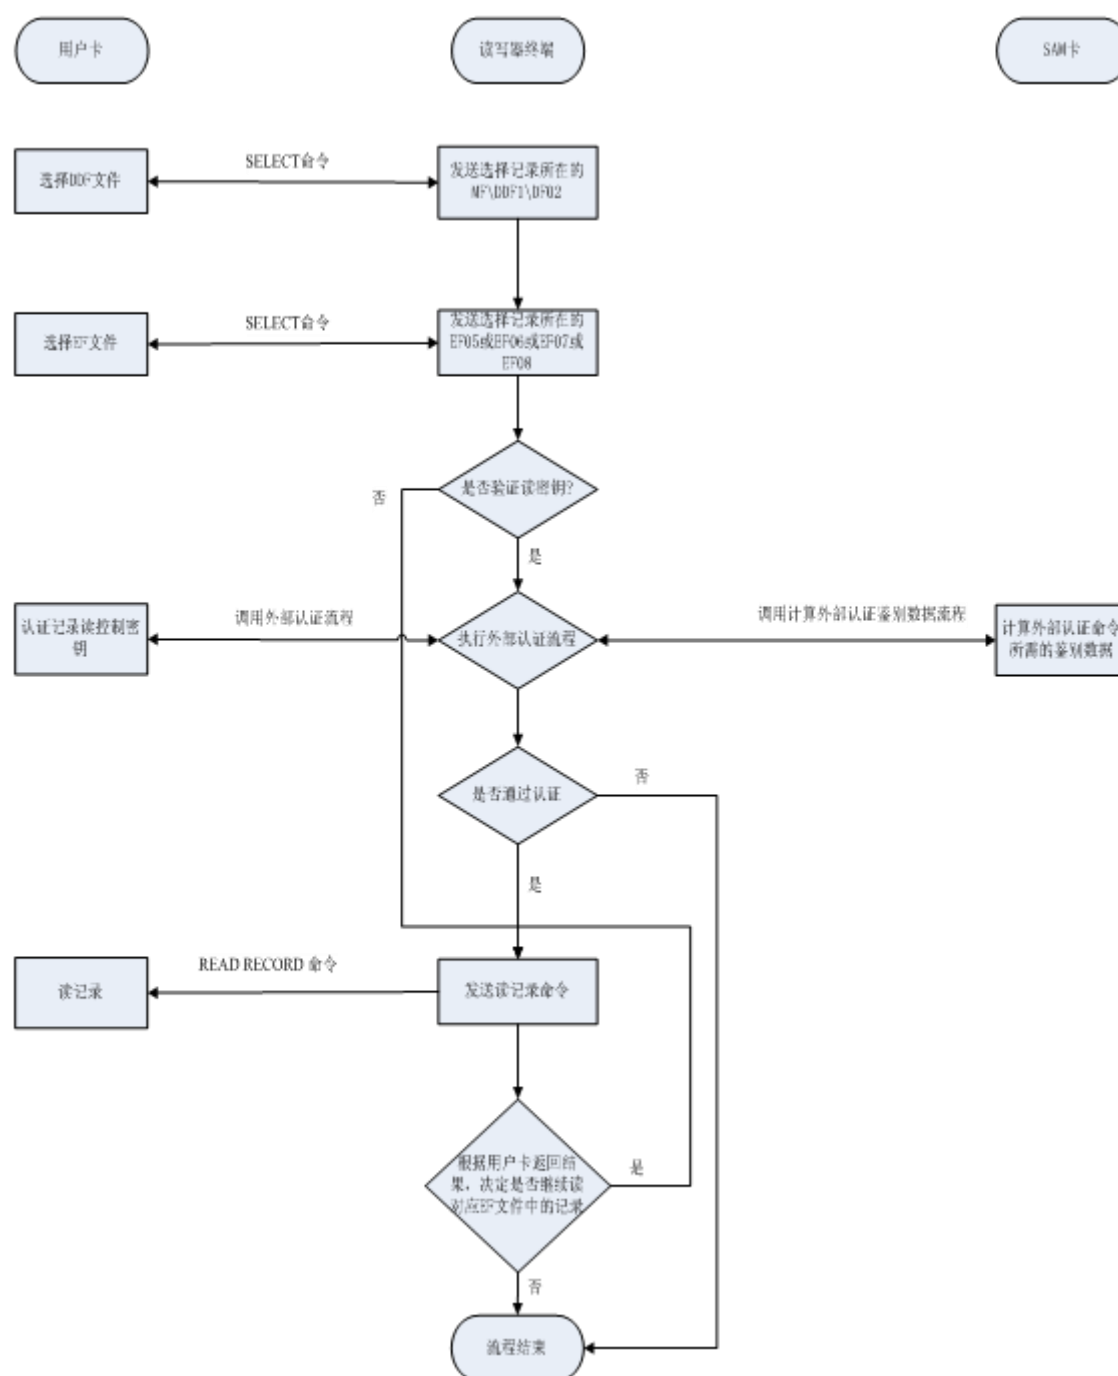 用户卡
读写器终端
SAM卡
SELECT命令
选择DDF文件
发送选择记录所在的
MF\DDF1\DF02
SELECT命令
选择EF文件
发送选择记录所在的
EF05或EF06或EF07或
EF08
否
是否验证读密钥?
是
调用外部认证流程
调用计算外部认证鉴别数据流程
认证记录读控制密
钥
执行外部认证流程
计算外部认证命令
所需的鉴别数据
否
是否通过认证
是
READ RECORD 命令
读记录
发送读记录命令
根据用户卡返回结
果，决定是否继续读
对应EF文件中的记录
是
否
流程结束